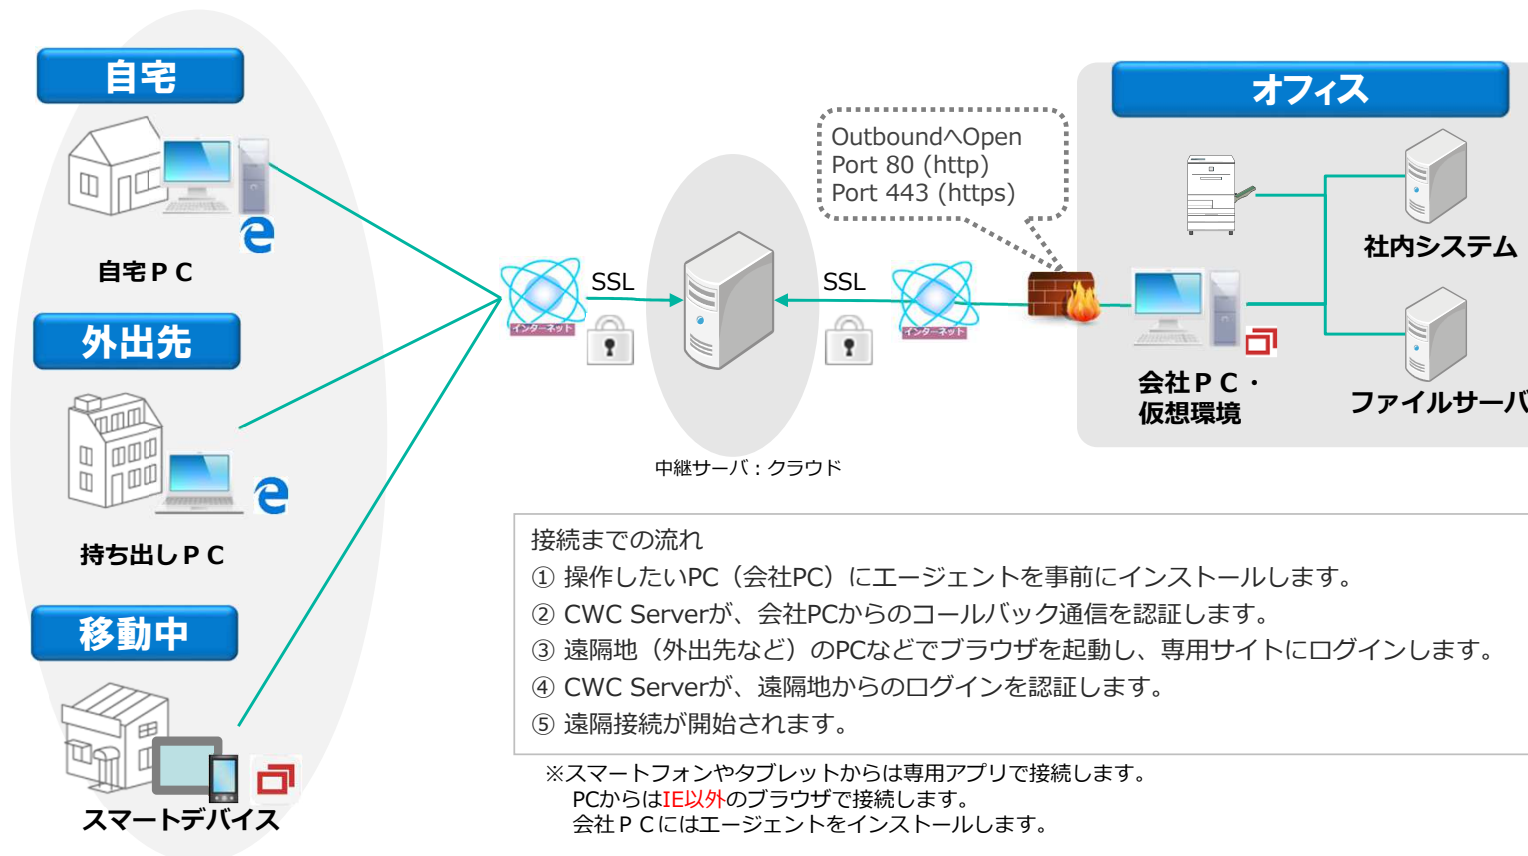 自宅
自宅ＰＣ
外出先
持ち出しＰＣ
移動中
スマートデバイス
インターネット
SSL
中継サーバ：クラウド
SSL
インターネット
OutboundへOpen
Port 80 (http)
Port 443 (https)
オフィス
社内システム
会社ＰＣ・
仮想環境
ファイルサーバ
接続までの流れ
① 操作したいPC（会社PC）にエージェントを事前にインストールします。
② CWC Serverが、会社PCからのコールバック通信を認証します。
③ 遠隔地（外出先など）のPCなどでブラウザを起動し、専用サイトにログインします。
④ CWC Serverが、遠隔地からのログインを認証します。
⑤ 遠隔接続が開始されます。
※スマートフォンやタブレットからは専用アプリで接続します。
PCからはIE以外のブラウザで接続します。
会社ＰＣにはエージェントをインストールします。